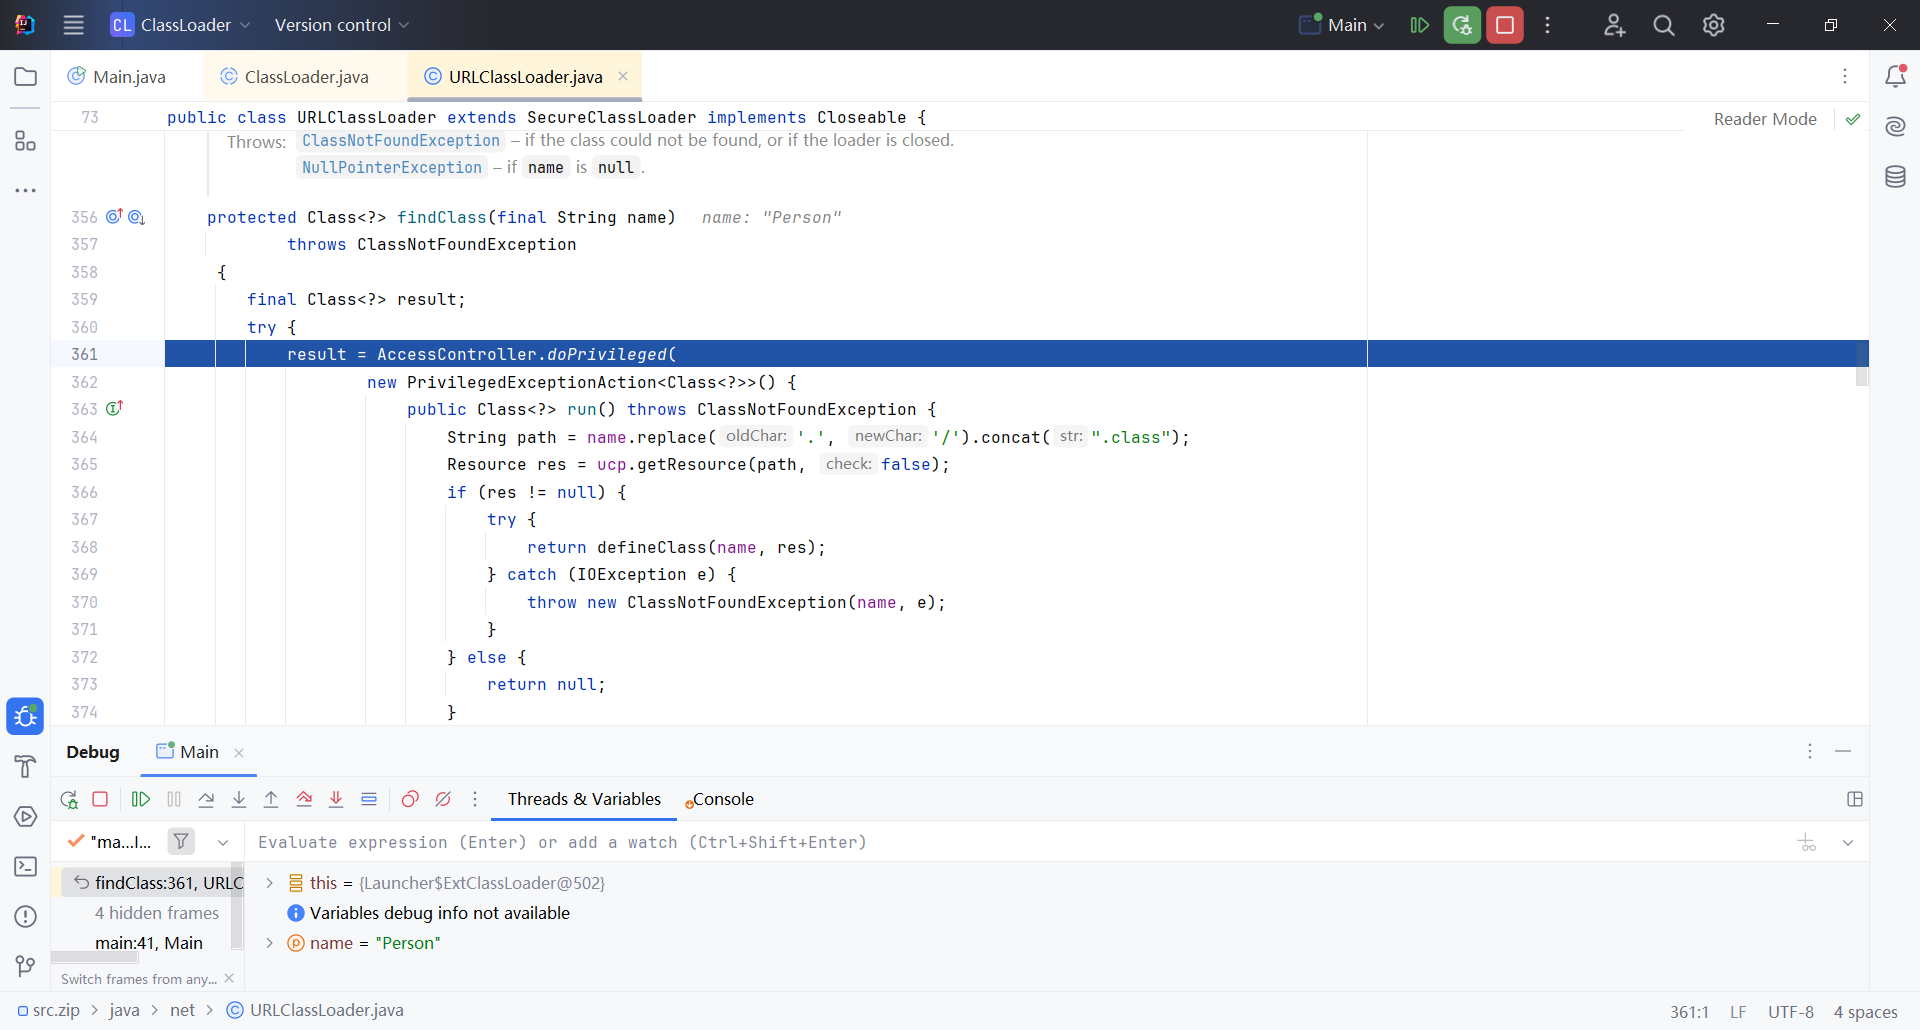 CL ClassLoader Version control Main
Main.java ClassLoader.java URLClassLoader.java
73 public class URLClassLoader extends SecureClassLoader implements Closeable {
Reader Mode
Throws: ClassNotFoundException – if the class could not be found, or if the loader is closed.
NullPointerException – if name is null .
356 protected Class<?> findClass(final String name) name: "Person"
357 throws ClassNotFoundException
358 {
359 final Class<?> result;
360 try {
361 result = AccessController.doPrivileged(
362 new PrivilegedExceptionAction<Class<?>>() {
363 public Class<?> run() throws ClassNotFoundException {
364 String path = name.replace( oldChar: '.', newChar: '/').concat( str: ".class");
365 Resource res = ucp.getResource(path, check: false);
366 if (res != null) {
367 try {
368 return defineClass(name, res);
369 } catch (IOException e) {
370 throw new ClassNotFoundException(name, e);
371 }
372 } else {
373 return null;
374 }
Debug Main
Threads & Variables Console
"ma...I... Evaluate expression (Enter) or add a watch (Ctrl+Shift+Enter)
findClass:361, URLC this = {Launcher$ExtClassLoader@502}
4 hidden frames Variables debug info not available
main:41, Main name = "Person"
Switch frames from any...
src.zip > java > net > URLClassLoader.java 361:1 LF UTF-8 4 spaces